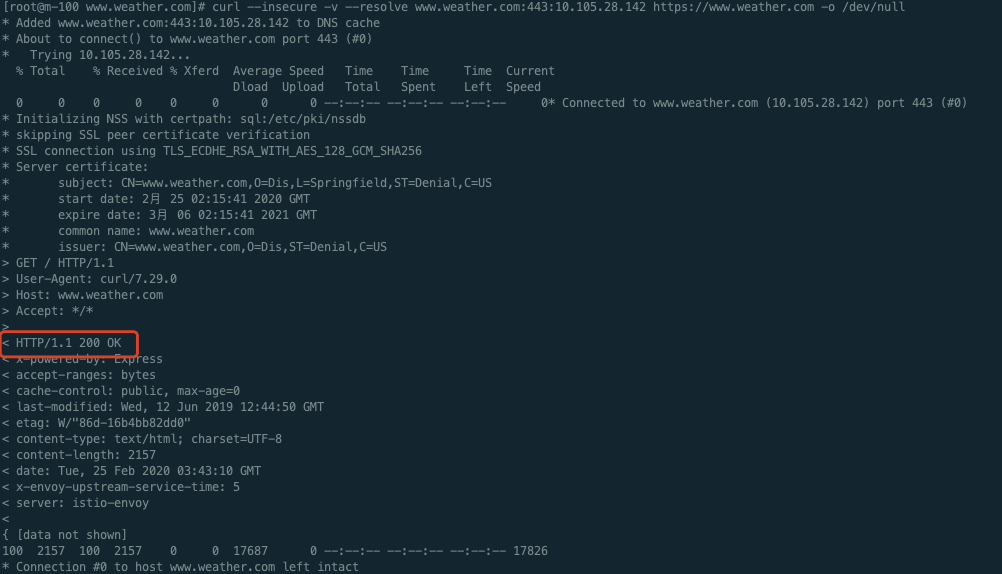 [root@m-100 www.weather.com]# curl --insecure -v --resolve www.weather.com:443:10.105.28.142 https://www.weather.com -o /dev/null
* Added www.weather.com:443:10.105.28.142 to DNS cache
* About to connect() to www.weather.com port 443 (#0)
*   Trying 10.105.28.142...
  % Total    % Received % Xferd  Average Speed   Time    Time     Time  Current
                                 Dload  Upload   Total   Spent    Left  Speed
  0     0    0     0    0     0      0      0 --:--:-- --:--:-- --:--:--     0* Connected to www.weather.com (10.105.28.142) port 443 (#0)
* Initializing NSS with certpath: sql:/etc/pki/nssdb
* skipping SSL peer certificate verification
* SSL connection using TLS_ECDHE_RSA_WITH_AES_128_GCM_SHA256
* Server certificate:
*       subject: CN=www.weather.com,O=Dis,L=Springfield,ST=Denial,C=US
*       start date: 2月 25 02:15:41 2020 GMT
*       expire date: 3月 06 02:15:41 2021 GMT
*       common name: www.weather.com
*       issuer: CN=www.weather.com,O=Dis,ST=Denial,C=US
> GET / HTTP/1.1
> User-Agent: curl/7.29.0
> Host: www.weather.com
> Accept: */*
>
< HTTP/1.1 200 OK
< x-powered-by: Express
< accept-ranges: bytes
< cache-control: public, max-age=0
< last-modified: Wed, 12 Jun 2019 12:44:50 GMT
< etag: W/"86d-16b4bb82dd0"
< content-type: text/html; charset=UTF-8
< content-length: 2157
< date: Tue, 25 Feb 2020 03:43:10 GMT
< x-envoy-upstream-service-time: 5
< server: istio-envoy
<
{ [data not shown]
100  2157  100  2157    0     0  17687      0 --:--:-- --:--:-- --:--:-- 17826
* Connection #0 to host www.weather.com left intact